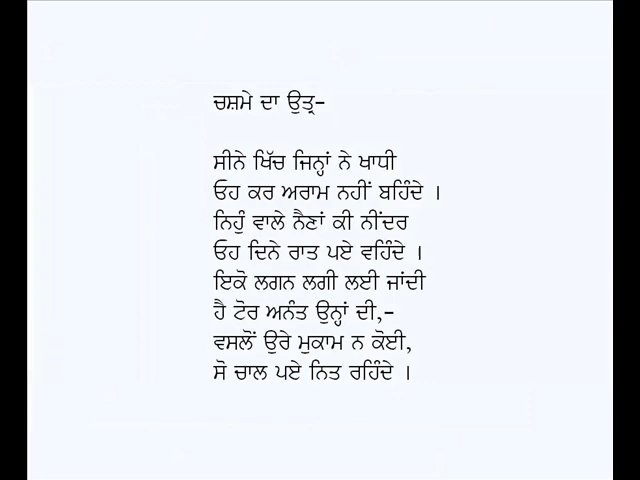 ਚਸ਼ਮੇ ਦਾ ਉਤ੍ਰ-
ਸੀਨੇ ਖਿੱਚ ਜਿਨ੍ਹਾਂ ਨੇ ਖਾਧੀ
ਓਹ ਕਰ ਅਰਾਮ ਨਹੀਂ ਬਹਿੰਦੇ ।
ਨਿਹੁੰ ਵਾਲੇ ਨੈਣਾਂ ਕੀ ਨੀਂਦਰ
ਓਹ ਦਿਨੇ ਰਾਤ ਪਏ ਵਹਿੰਦੇ ।
ਇਕੋ ਲਗਨ ਲਗੀ ਲਈ ਜਾਂਦੀ
ਹੈ ਟੋਰ ਅਨੰਤ ਉਨ੍ਹਾਂ ਦੀ,-
ਵਸਲੋਂ ਉਰੇ ਮੁਕਾਮ ਨ ਕੋਈ,
ਸੋ ਚਾਲ ਪਏ ਨਿਤ ਰਹਿੰਦੇ ।